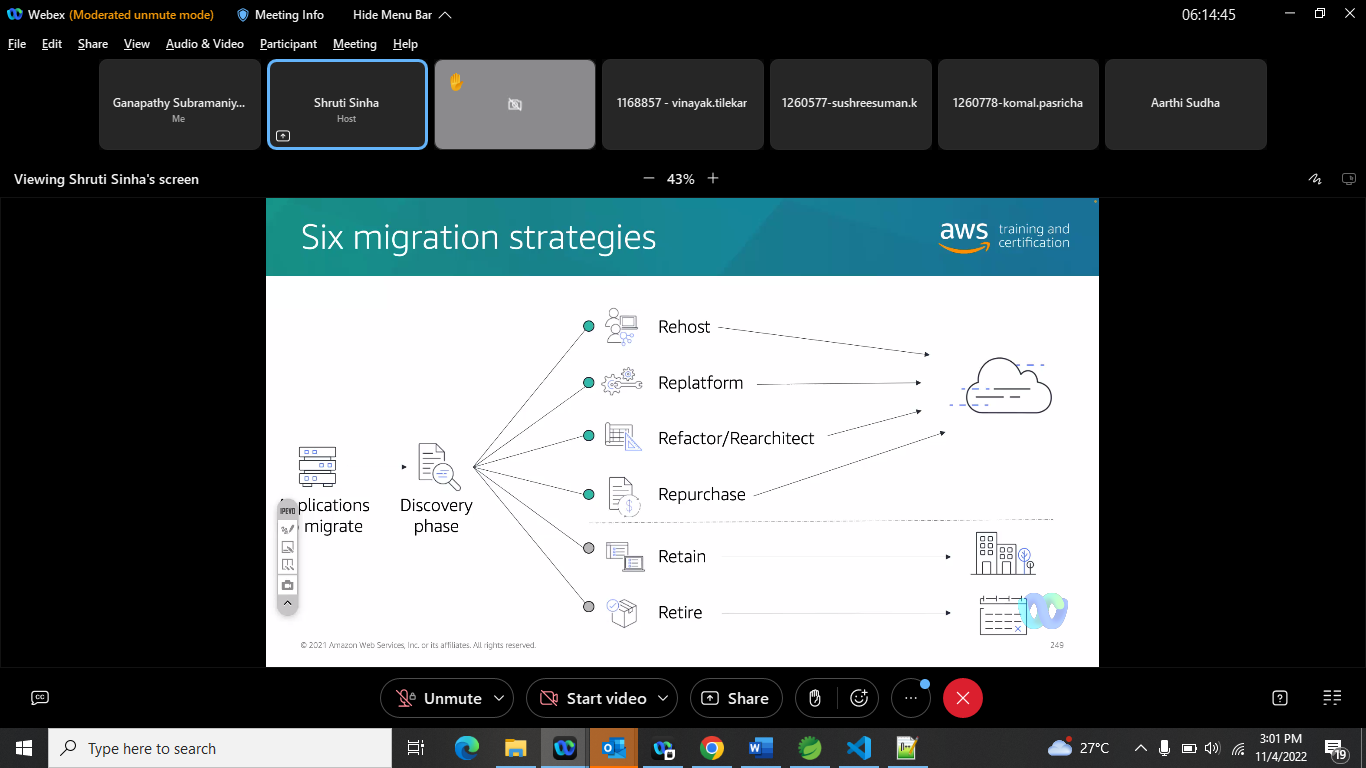 Webex (Moderated unmute mode) Meeting Info Hide Menu Bar 06:14:45
File Edit Share View Audio & Video Participant Meeting Help
Ganapathy Subramaniy...
Me
Shruti Sinha
Host
1168857 - vinayak.tilekar
1260577-sushreesuman.k
1260778-komal.pasricha
Aarthi Sudha
Viewing Shruti Sinha's screen
43%
Six migration strategies
aws training and
certification
Rehost
Replatform
Refactor/Rearchitect
Repurchase
Retain
Retire
plications
migrate
Discovery
phase
IPEVO
© 2021 Amazon Web Services, Inc. or its affiliates. All rights reserved.
249
CC
Unmute
Start video
Share
Type here to search
27°C
3:01 PM
11/4/2022
19